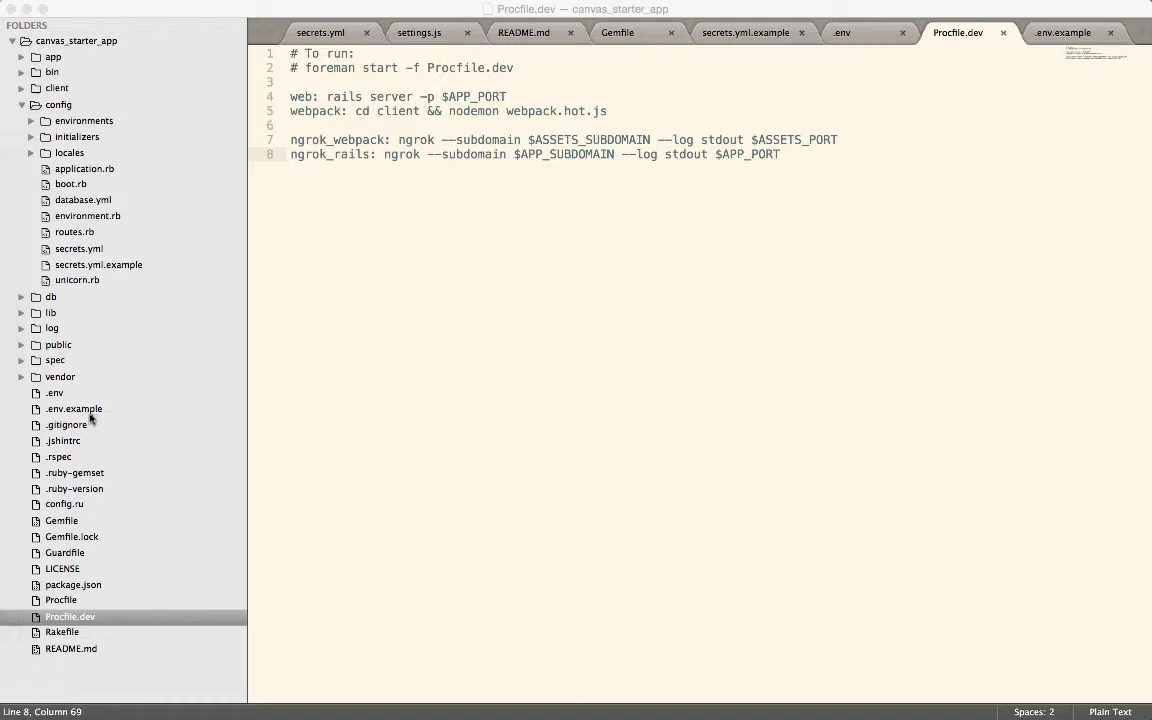 Procfile.dev — canvas_starter_app
FOLDERS
canvas_starter_app
app
bin
client
config
environments
initializers
locales
application.rb
boot.rb
database.yml
environment.rb
routes.rb
secrets.yml
secrets.yml.example
unicorn.rb
db
lib
log
public
spec
vendor
.env
.env.example
.gitignore
.jshintrc
.rspec
.ruby-gemset
.ruby-version
config.ru
Gemfile
Gemfile.lock
Guardfile
LICENSE
package.json
Procfile
Procfile.dev
Rakefile
README.md
secrets.yml × settings.js × README.md × Gemfile × secrets.yml.example × .env × Procfile.dev × .env.example ×
1 # To run:
2 # foreman start -f Procfile.dev
3
4 web: rails server -p $APP_PORT
5 webpack: cd client && nodemon webpack.hot.js
6
7 ngrok_webpack: ngrok --subdomain $ASSETS_SUBDOMAIN --log stdout $ASSETS_PORT
8 ngrok_rails: ngrok --subdomain $APP_SUBDOMAIN --log stdout $APP_PORT
Line 8, Column 69 Spaces: 2 Plain Text